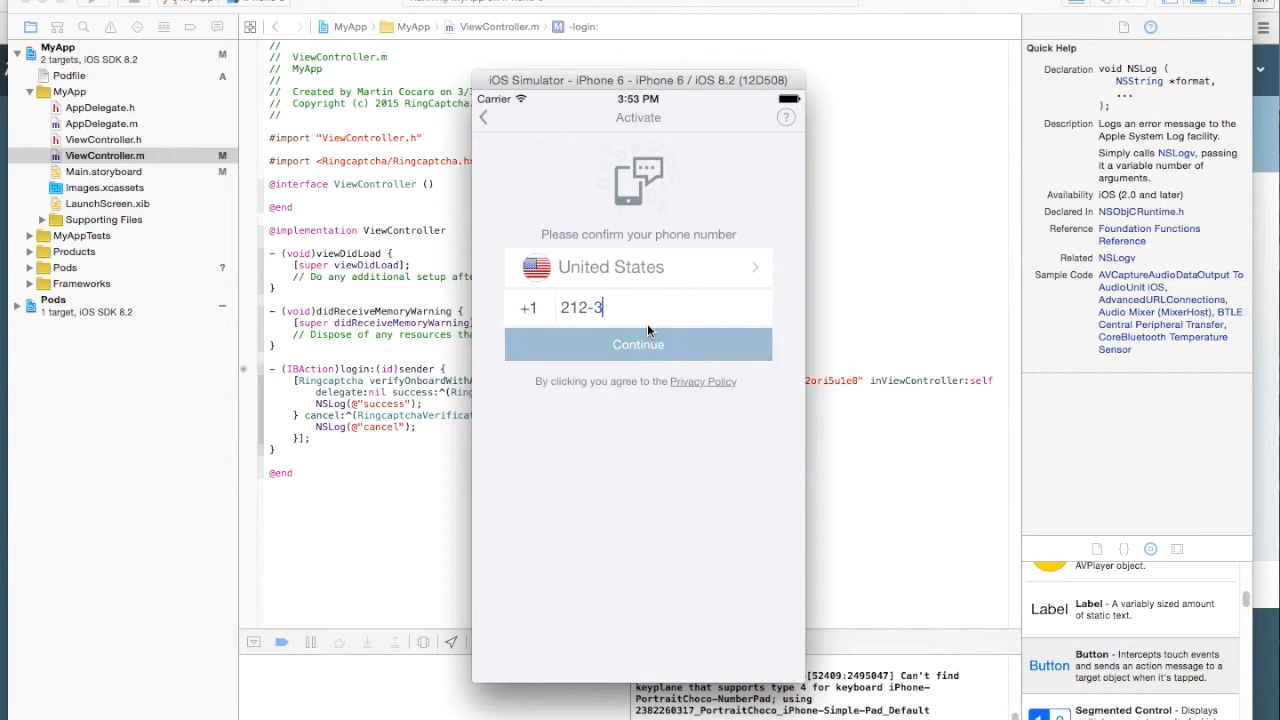 MyApp
2 targets, iOS SDK 8.2
M
Podfile
A
MyApp
AppDelegate.h
AppDelegate.m
ViewController.h
ViewController.m
M
Main.storyboard
M
Images.xcassets
LaunchScreen.xib
Supporting Files
MyAppTests
Products
Pods
?
Frameworks
Pods
1 target, iOS SDK 8.2
MyApp
MyApp
ViewController.m
-login:
//
// ViewController.m
// MyApp
//
// Created by Martin Cocaro on 3/3
// Copyright (c) 2015 RingCaptcha
//
#import "ViewController.h"
#import <Ringcaptcha/Ringcaptcha.h>
@interface ViewController ()
@end
@implementation ViewController
- (void)viewDidLoad {
[super viewDidLoad];
// Do any additional setup afte
}
- (void)didReceiveMemoryWarning {
[super didReceiveMemoryWarning]
// Dispose of any resources tha
}
- (IBAction)login:(id)sender {
[Ringcaptcha verifyOnboardWithA
2ori5u1e8" inViewController:self
delegate:nil success:^(Ring
NSLog(@"success");
} cancel:^(RingcaptchaVerificat
NSLog(@"cancel");
}];
}
@end
iOS Simulator - iPhone 6 - iPhone 6 / iOS 8.2 (12D508)
Carrier
3:53 PM
Activate
?
Please confirm your phone number
United States
+1
212-3
Continue
By clicking you agree to the Privacy Policy
[52409:2495047] Can't find
keyplane that supports type 4 for keyboard iPhone-
PortraitChoco-NumberPad; using
2382260317_PortraitChoco_iPhone-Simple-Pad_Default
Quick Help
Declaration void NSLog (
NSString *format,
...
);
Description Logs an error message to the
Apple System Log facility.
Simply calls NSLogv, passing
it a variable number of
arguments.
Availability iOS (2.0 and later)
Declared In NSObjCRuntime.h
Reference Foundation Functions
Reference
Related NSLogv
Sample Code AVCaptureAudioDataOutput To
AudioUnit iOS,
AdvancedURLConnections,
Audio Mixer (MixerHost), BTLE
Central Peripheral Transfer,
CoreBluetooth Temperature
Sensor
{}
AVPlayer object.
Label
Label - A variably sized amount
of static text.
Button
Button - Intercepts touch events
and sends an action message to a
target object when it's tapped.
1
Segmented Control - Displays